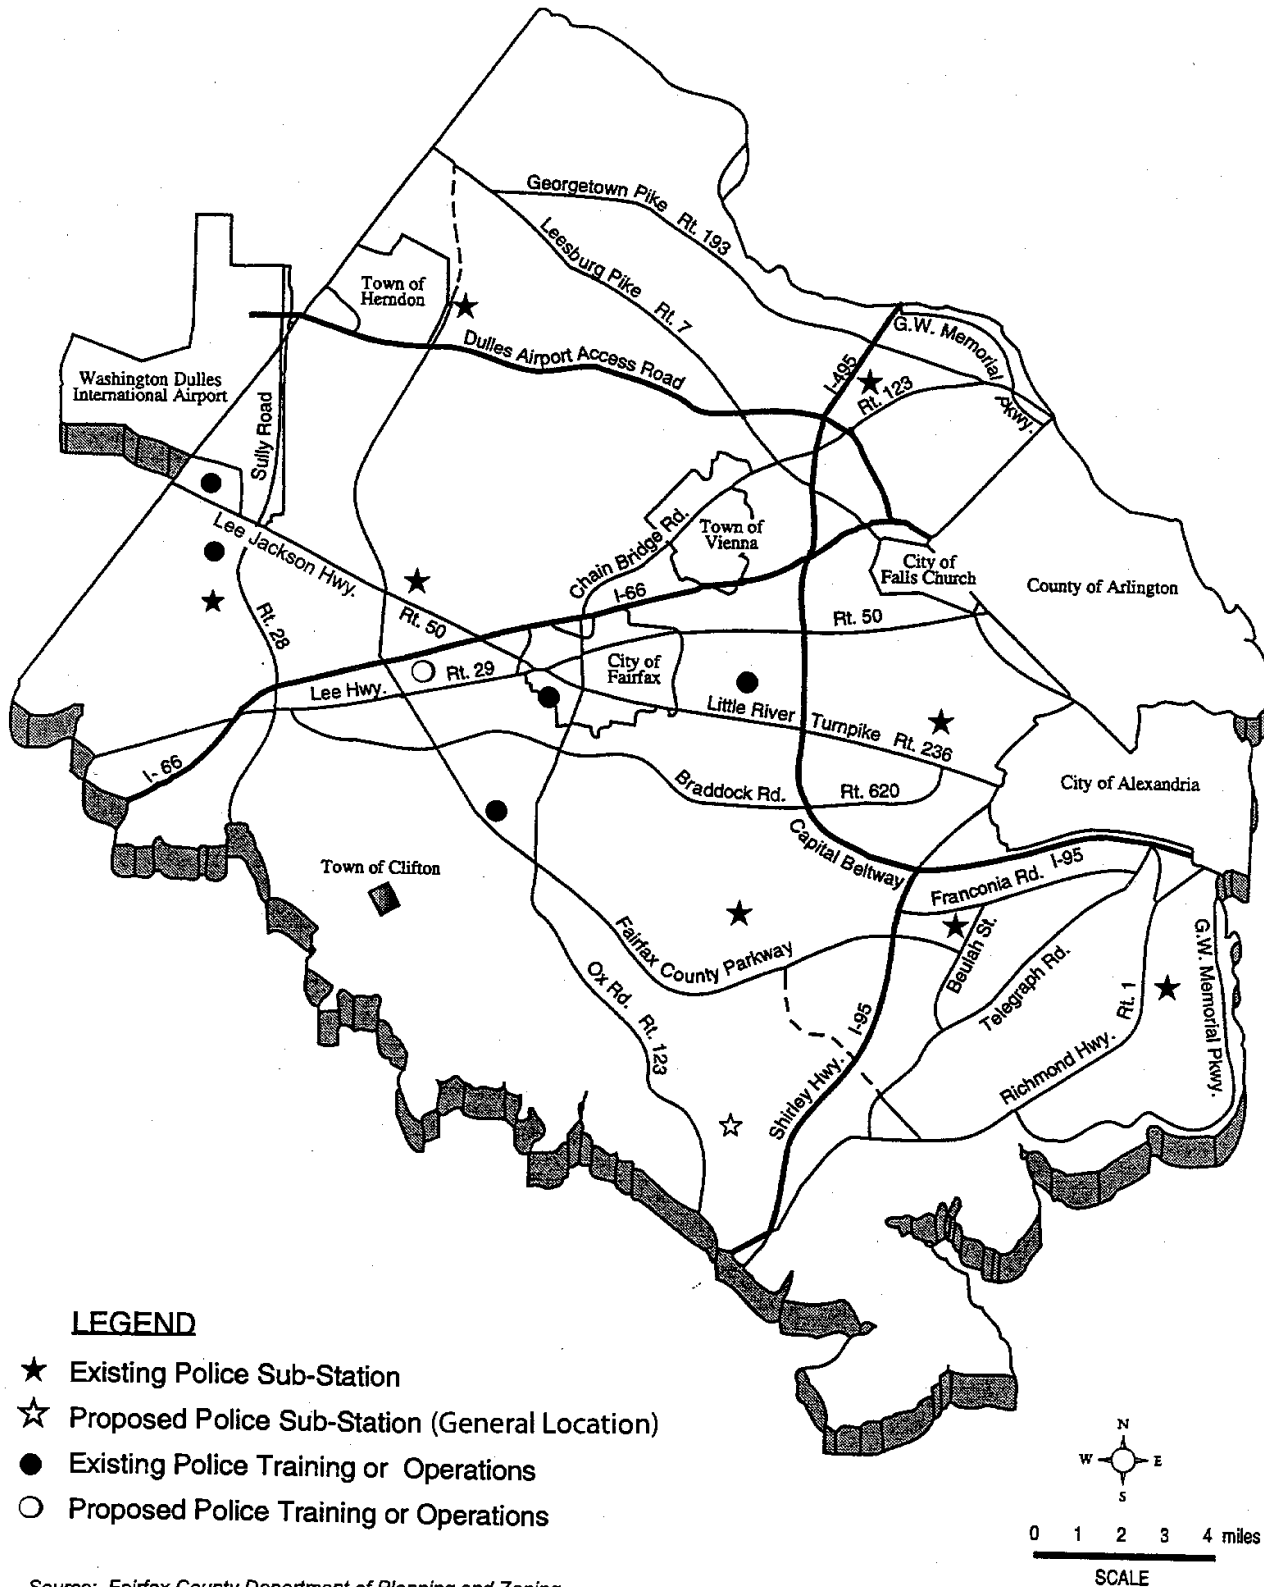 Georgetown Pike Rt. 193
Leesburg Pike Rt. 7
Town of
Herndon
G.W. Memorial
Pkwy.
Dulles Airport Access Road
I-495
Rt. 123
Washington Dulles
International Airport
Sully Road
Lee Jackson Hwy.
Rt. 50
Chain Bridge Rd.
Town of
Vienna
City of
Falls Church
County of Arlington
I-66
Rt. 28
Rt. 50
City of
Fairfax
Lee Hwy.
Rt. 29
Little River Turnpike Rt. 236
I-66
Braddock Rd.
Rt. 620
City of Alexandria
Capital Beltway
I-95
Town of Clifton
Franconia Rd.
Fairfax County Parkway
Beulah St.
G.W. Memorial Pkwy.
Ox Rd. Rt. 123
Telegraph Rd.
Rt. 1
I-95
Shirley Hwy.
Richmond Hwy.
LEGEND
Existing Police Sub-Station
Proposed Police Sub-Station (General Location)
Existing Police Training or Operations
Proposed Police Training or Operations
N
W E
S
0 1 2 3 4 miles
SCALE
Source: Fairfax County Department of Planning and Zoning